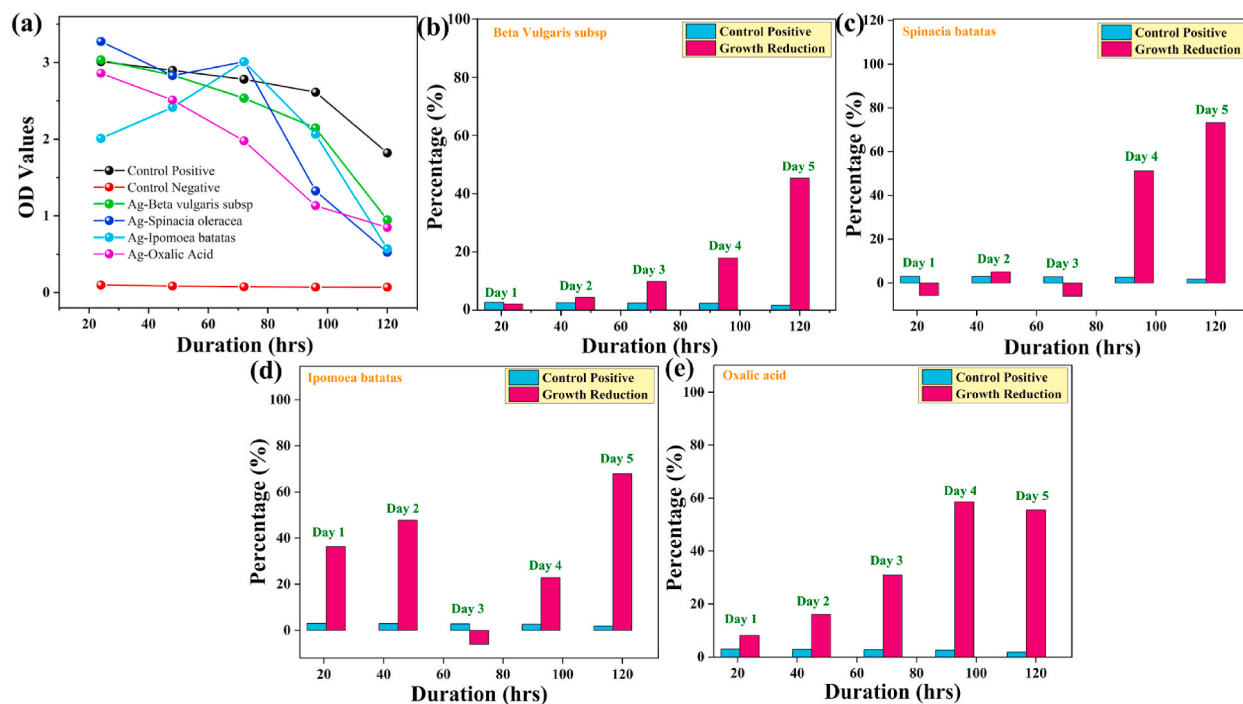 (a)
OD Values
3
2
1
0
Control Positive
Control Negative
Ag-Beta vulgaris subsp
Ag-Spinacia oleracea
Ag-Ipomoea batatas
Ag-Oxalic Acid
20 40 60 80 100 120
Duration (hrs)
(b)
Beta Vulgaris subsp
Control Positive
Growth Reduction
Percentage (%)
100
80
60
40
20
0
Day 1
Day 2
Day 3
Day 4
Day 5
20 40 60 80 100 120
Duration (hrs)
(c)
Spinacia batatas
Control Positive
Growth Reduction
Percentage (%)
120
100
80
60
40
20
0
Day 1
Day 2
Day 3
Day 4
Day 5
20 40 60 80 100 120
Duration (hrs)
(d)
Ipomoea batatas
Control Positive
Growth Reduction
Percentage (%)
100
80
60
40
20
0
Day 1
Day 2
Day 3
Day 4
Day 5
20 40 60 80 100 120
Duration (hrs)
(e)
Oxalic acid
Control Positive
Growth Reduction
Percentage (%)
100
80
60
40
20
0
Day 1
Day 2
Day 3
Day 4
Day 5
20 40 60 80 100 120
Duration (hrs)